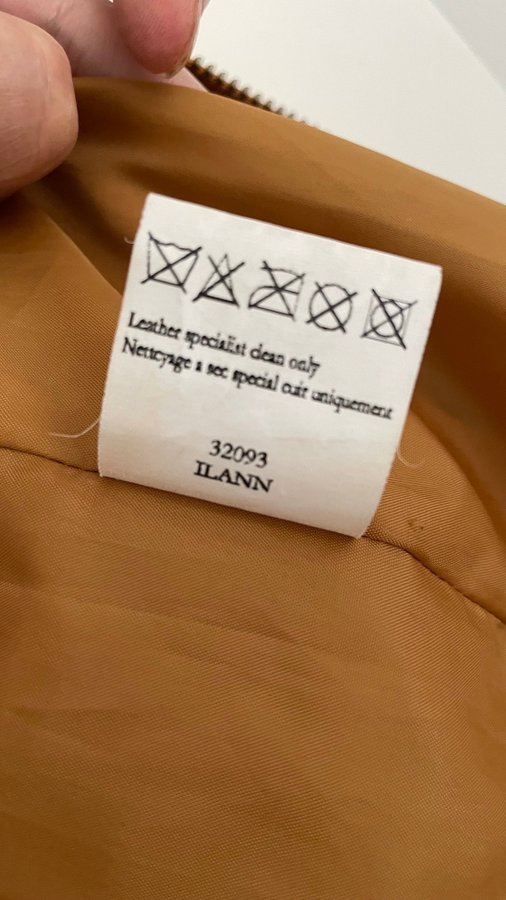 Leather specialist clean only
Nettoyage a sec special cuir uniquement
32093
ILANN